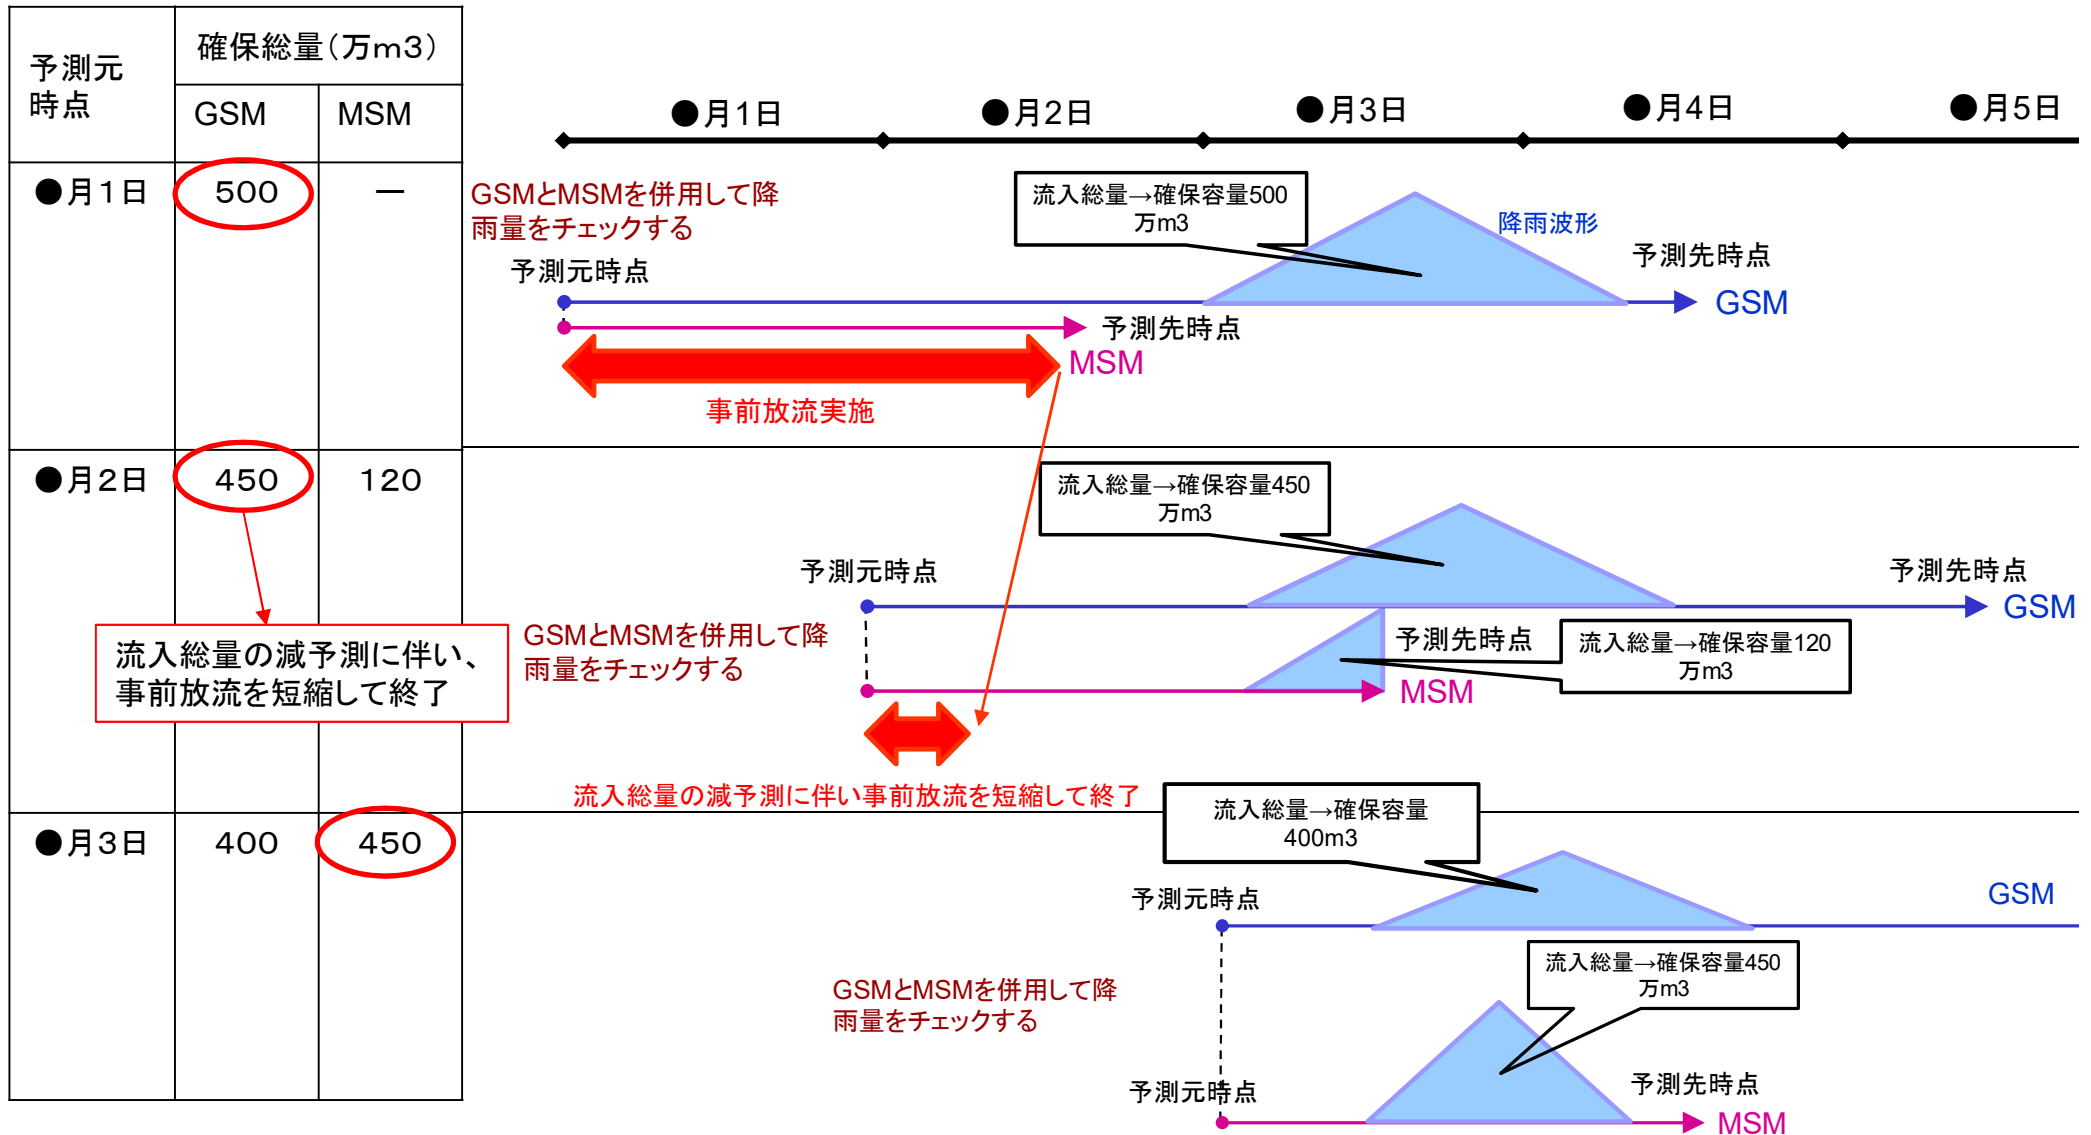 予測元
時点
確保総量(万m3)
GSM
MSM
●月1日
●月2日
●月3日
●月4日
●月5日
●月1日
500
－
GSMとMSMを併用して降
雨量をチェックする
流入総量→確保容量500
万m3
降雨波形
予測元時点
予測先時点
GSM
予測先時点
MSM
事前放流実施
●月2日
450
120
流入総量→確保容量450
万m3
予測元時点
予測先時点
GSM
流入総量の減予測に伴い、
事前放流を短縮して終了
GSMとMSMを併用して降
雨量をチェックする
予測先時点
流入総量→確保容量120
万m3
MSM
流入総量の減予測に伴い事前放流を短縮して終了
●月3日
400
450
流入総量→確保容量
400m3
予測元時点
GSM
GSMとMSMを併用して降
雨量をチェックする
流入総量→確保容量450
万m3
予測元時点
予測先時点
MSM